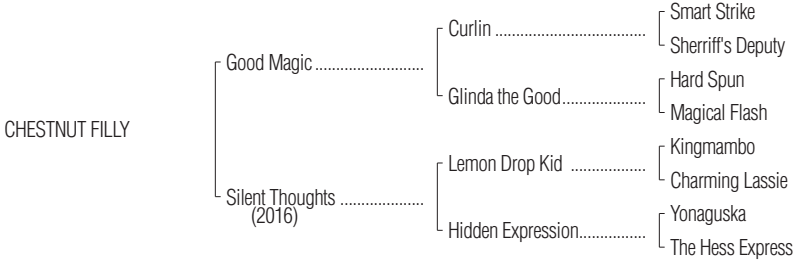 Smart Strike
Curlin ....................................
Sherriff's Deputy
Good Magic ..........................
Hard Spun
Glinda the Good....................
Magical Flash
CHESTNUT FILLY
Kingmambo
Lemon Drop Kid ..................
Charming Lassie
Silent Thoughts ....................
(2016)
Yonaguska
Hidden Expression................
The Hess Express